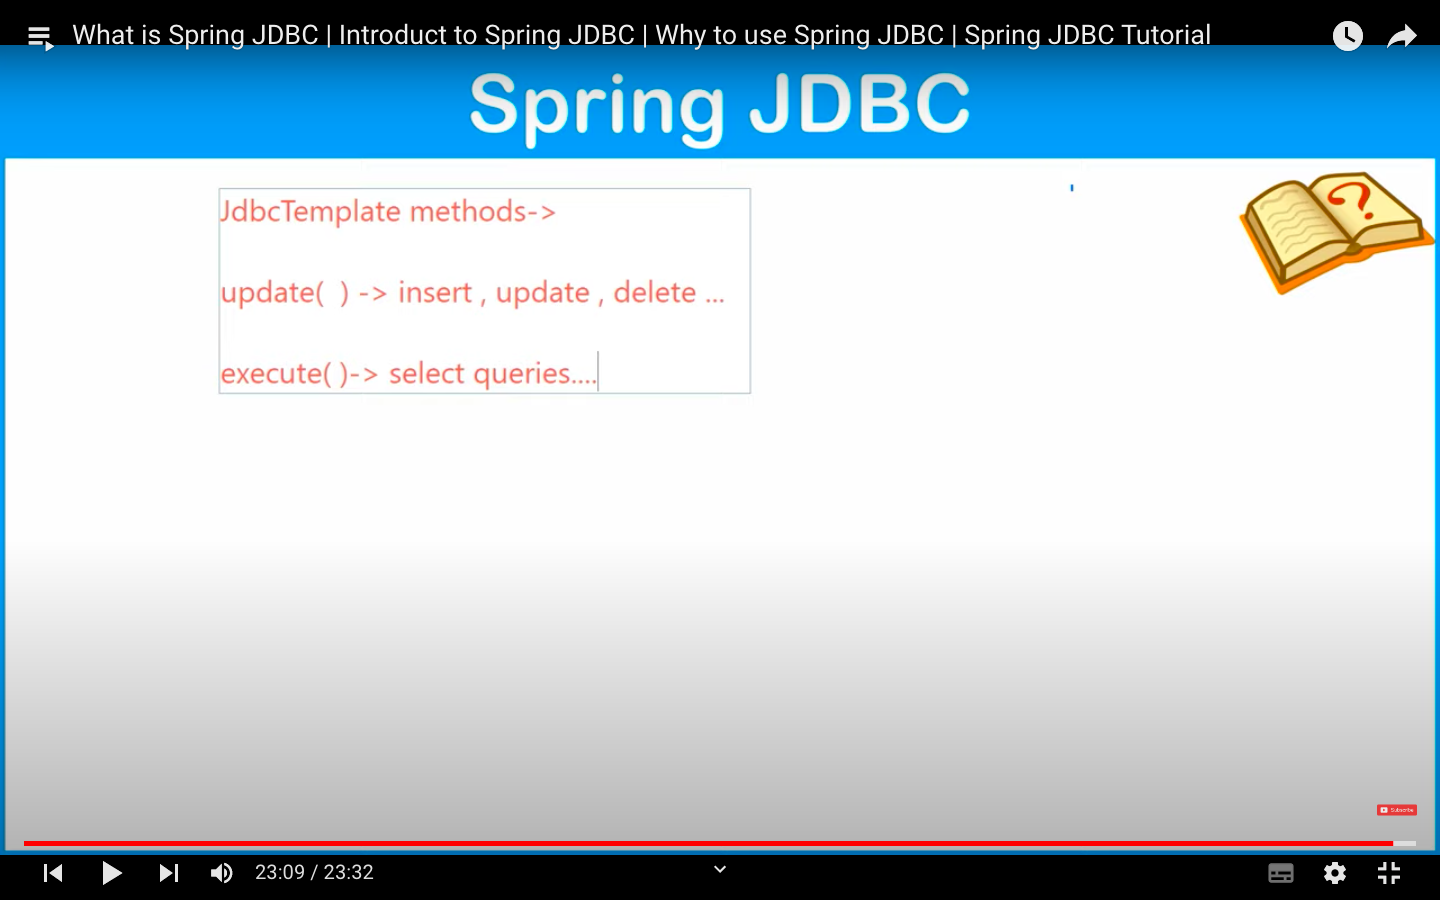 What is Spring JDBC | Introduct to Spring JDBC | Why to use Spring JDBC | Spring JDBC Tutorial
Spring JDBC
JdbcTemplate methods->
update(  ) -> insert , update , delete ...
execute( )-> select queries....
Subscribe
23:09 / 23:32